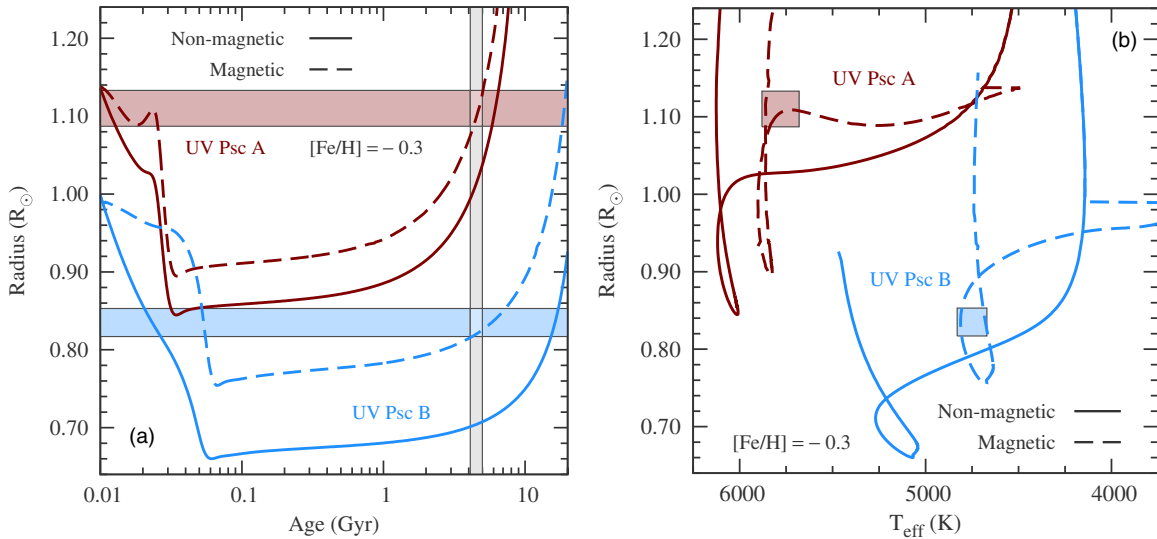 1.20
1.10
1.00
0.90
0.80
0.70
Radius (R☉)
Non-magnetic
Magnetic
UV Psc A
[Fe/H] = − 0.3
UV Psc B
(a)
0.01
0.1
1
10
Age (Gyr)
1.20
1.10
1.00
0.90
0.80
0.70
Radius (R☉)
(b)
UV Psc A
UV Psc B
Non-magnetic
Magnetic
[Fe/H] = − 0.3
6000
5000
4000
Teff (K)